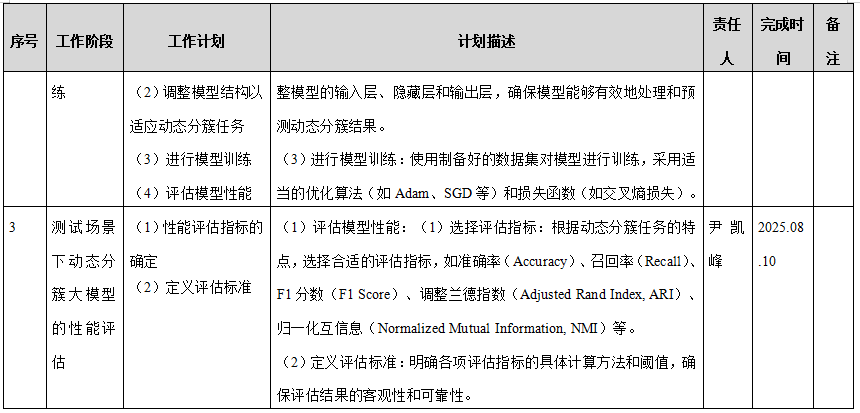 序号 工作阶段 工作计划 计划描述 责任人 完成时间 备注
练
（2）调整模型结构以
适应动态分簇任务
（3）进行模型训练
（4）评估模型性能
整模型的输入层、隐藏层和输出层，确保模型能够有效地处理和预
测动态分簇结果。
（3）进行模型训练：使用制备好的数据集对模型进行训练，采用适
当的优化算法（如 Adam、SGD 等）和损失函数（如交叉熵损失）。
3
测试场景
下动态分
簇大模型
的性能评
估
（1）性能评估指标的
确定
（2）定义评估标准
（1）评估模型性能：（1）选择评估指标：根据动态分簇任务的特
点，选择合适的评估指标，如准确率（Accuracy）、召回率（Recall）、
F1 分数（F1 Score）、调整兰德指数（Adjusted Rand Index, ARI）、
归一化互信息（Normalized Mutual Information, NMI）等。
（2）定义评估标准：明确各项评估指标的具体计算方法和阈值，确
保评估结果的客观性和可靠性。
尹凯
峰
2025.08
.10